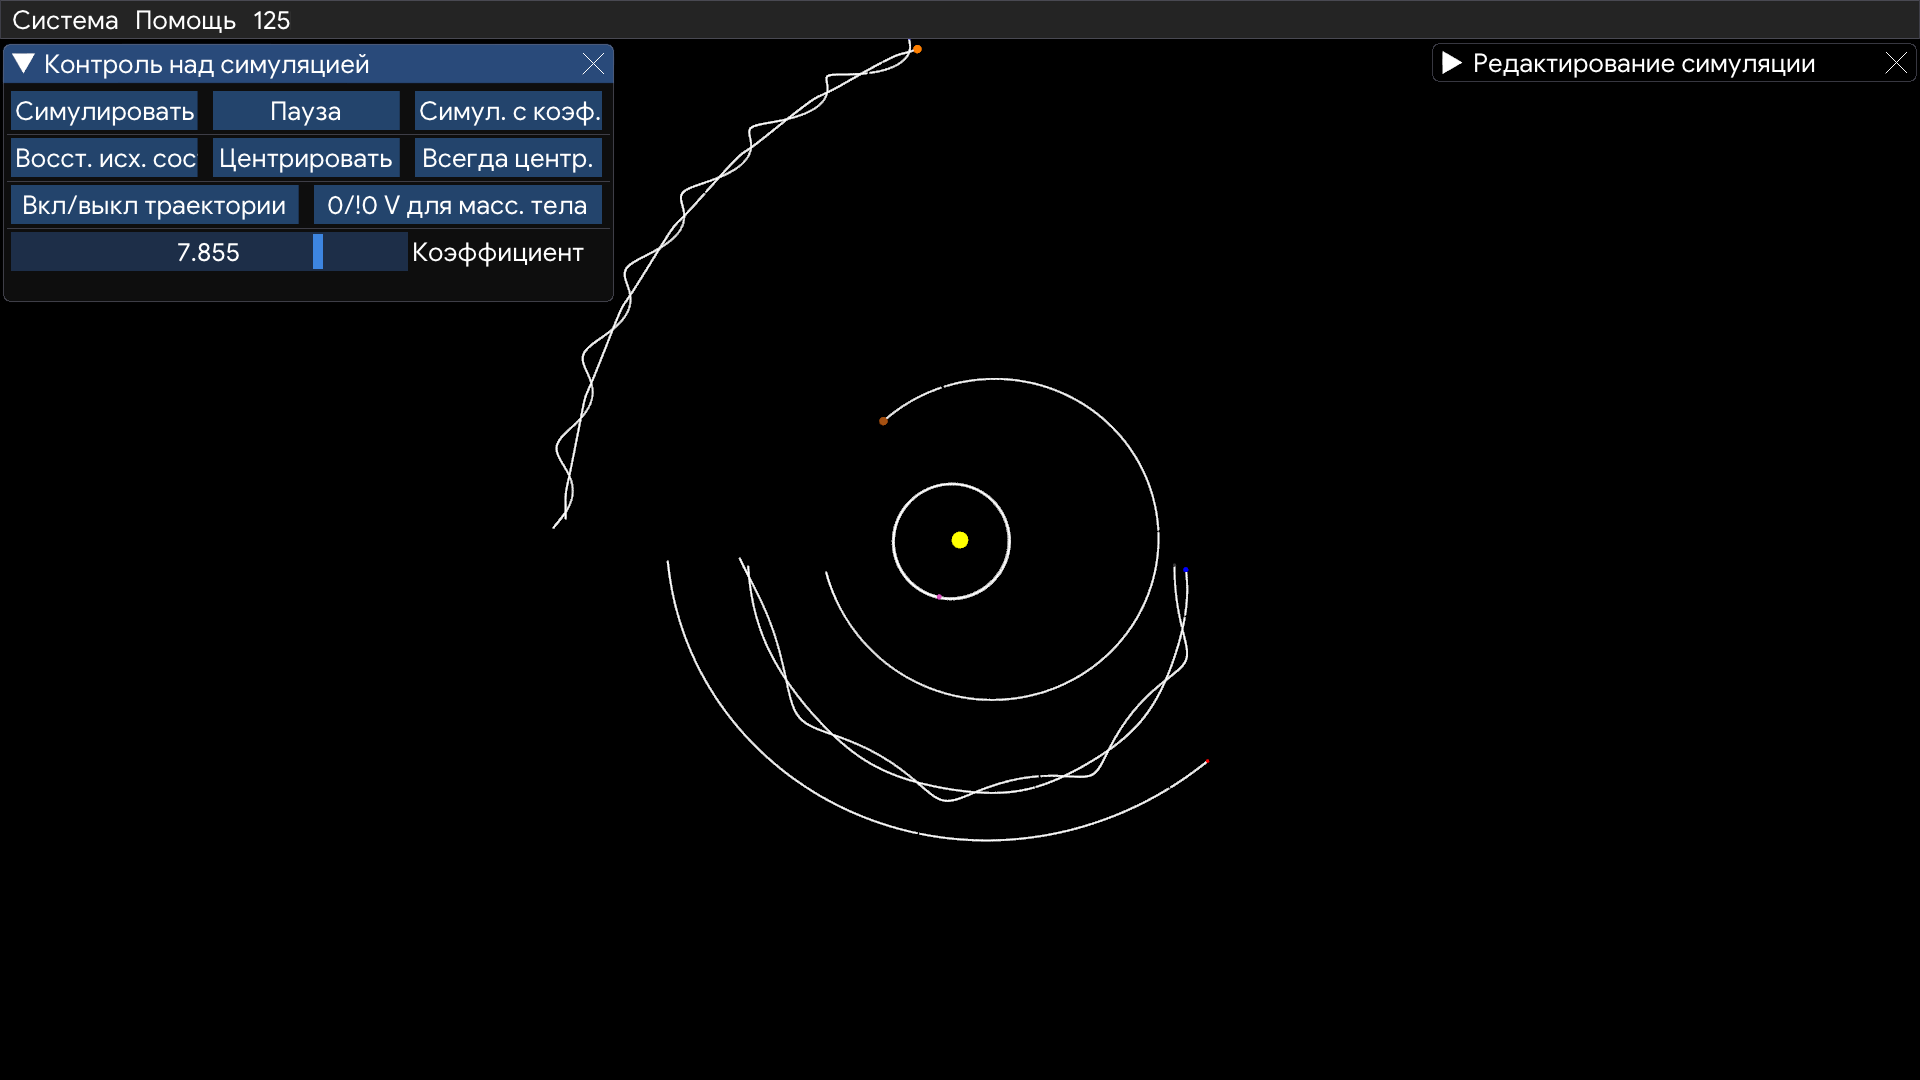 Система Помощь 125
Контроль над симуляцией
Редактирование симуляции
Симулировать Пауза Симул. с коэф.
Восст. исх. сос Центрировать Всегда центр.
Вкл/выкл траектории 0/!0 V для масс. тела
7.855 Коэффициент